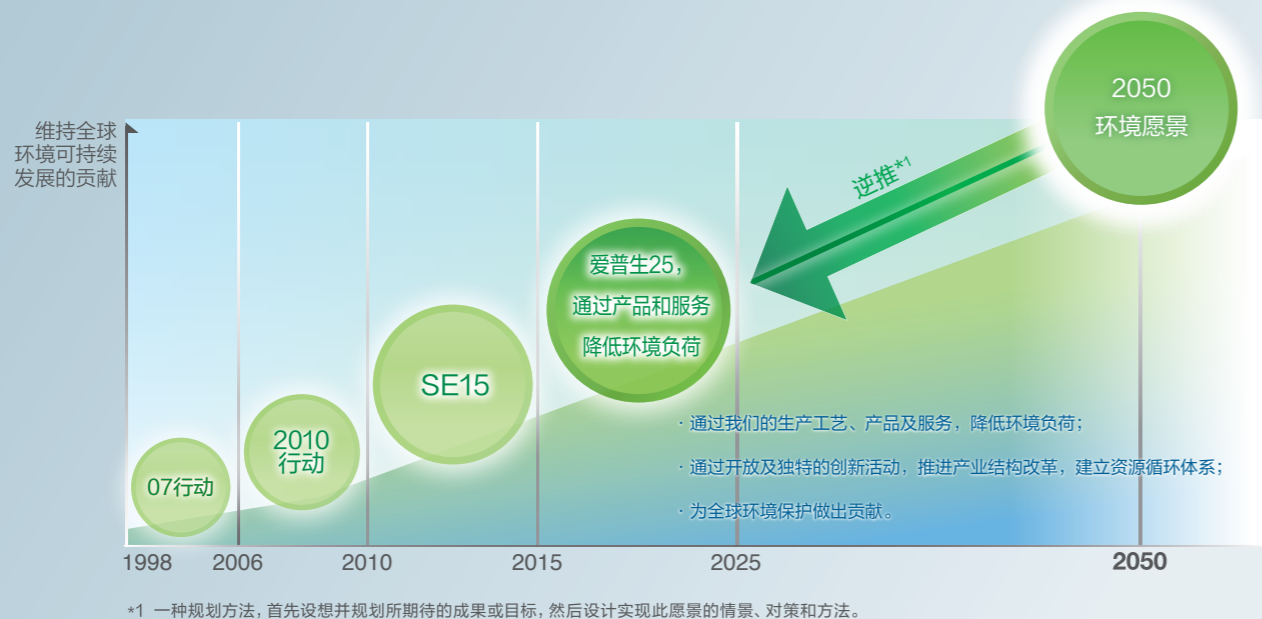 维持全球
环境可持续
发展的贡献
2050
环境愿景
逆推*1
爱普生25，
通过产品和服务
降低环境负荷
SE15
2010
行动
07行动
· 通过我们的生产工艺、产品及服务，降低环境负荷；
· 通过开放及独特的创新活动，推进产业结构改革，建立资源循环体系；
· 为全球环境保护做出贡献。
1998 2006 2010 2015 2025 2050
*1 一种规划方法，首先设想并规划所期待的成果或目标，然后设计实现此愿景的情景、对策和方法。